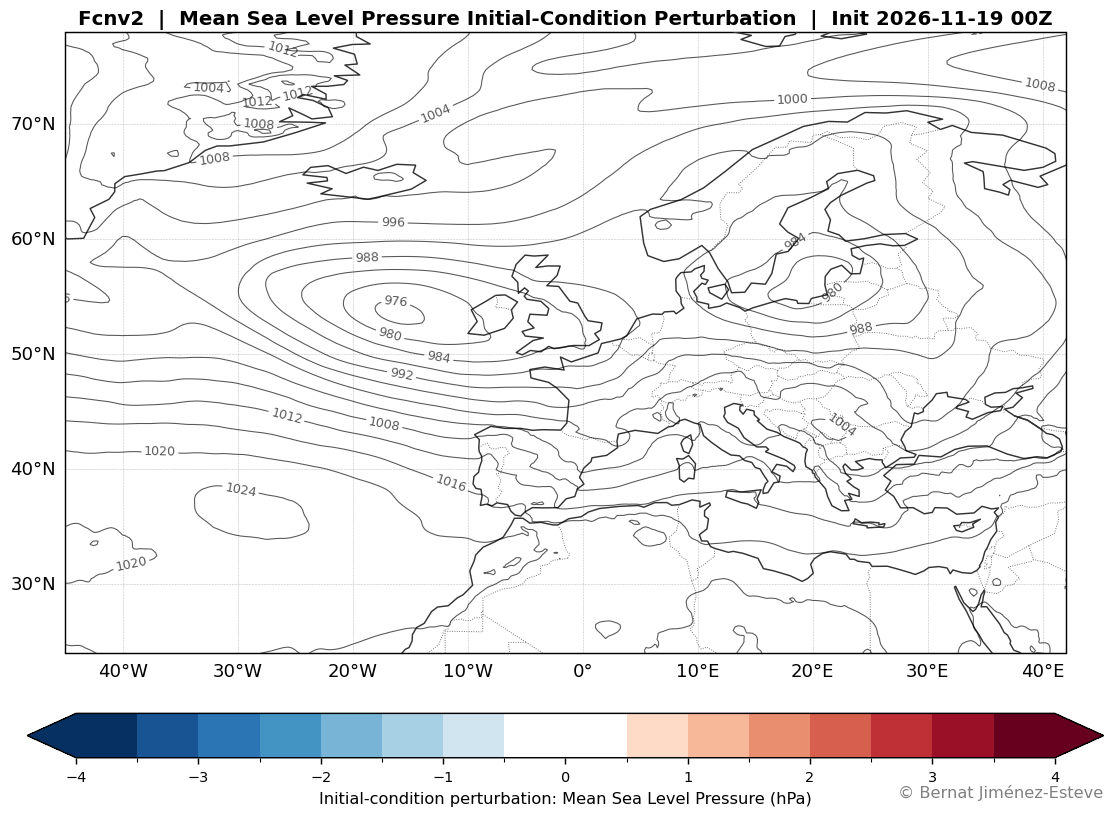 Fcnv2 | Mean Sea Level Pressure Initial-Condition Perturbation | Init 2026-11-19 00Z
1012
1004
1012
1012
1008
1008
1004
1000
1008
70°N
996
988
984
60°N
976
980
980
984
988
992
50°N
1012
1008
1004
1020
1016
1024
40°N
1020
30°N
40°W 30°W 20°W 10°W 0° 10°E 20°E 30°E 40°E
−4 −3 −2 −1 0 1 2 3 4
Initial-condition perturbation: Mean Sea Level Pressure (hPa)
© Bernat Jiménez-Esteve